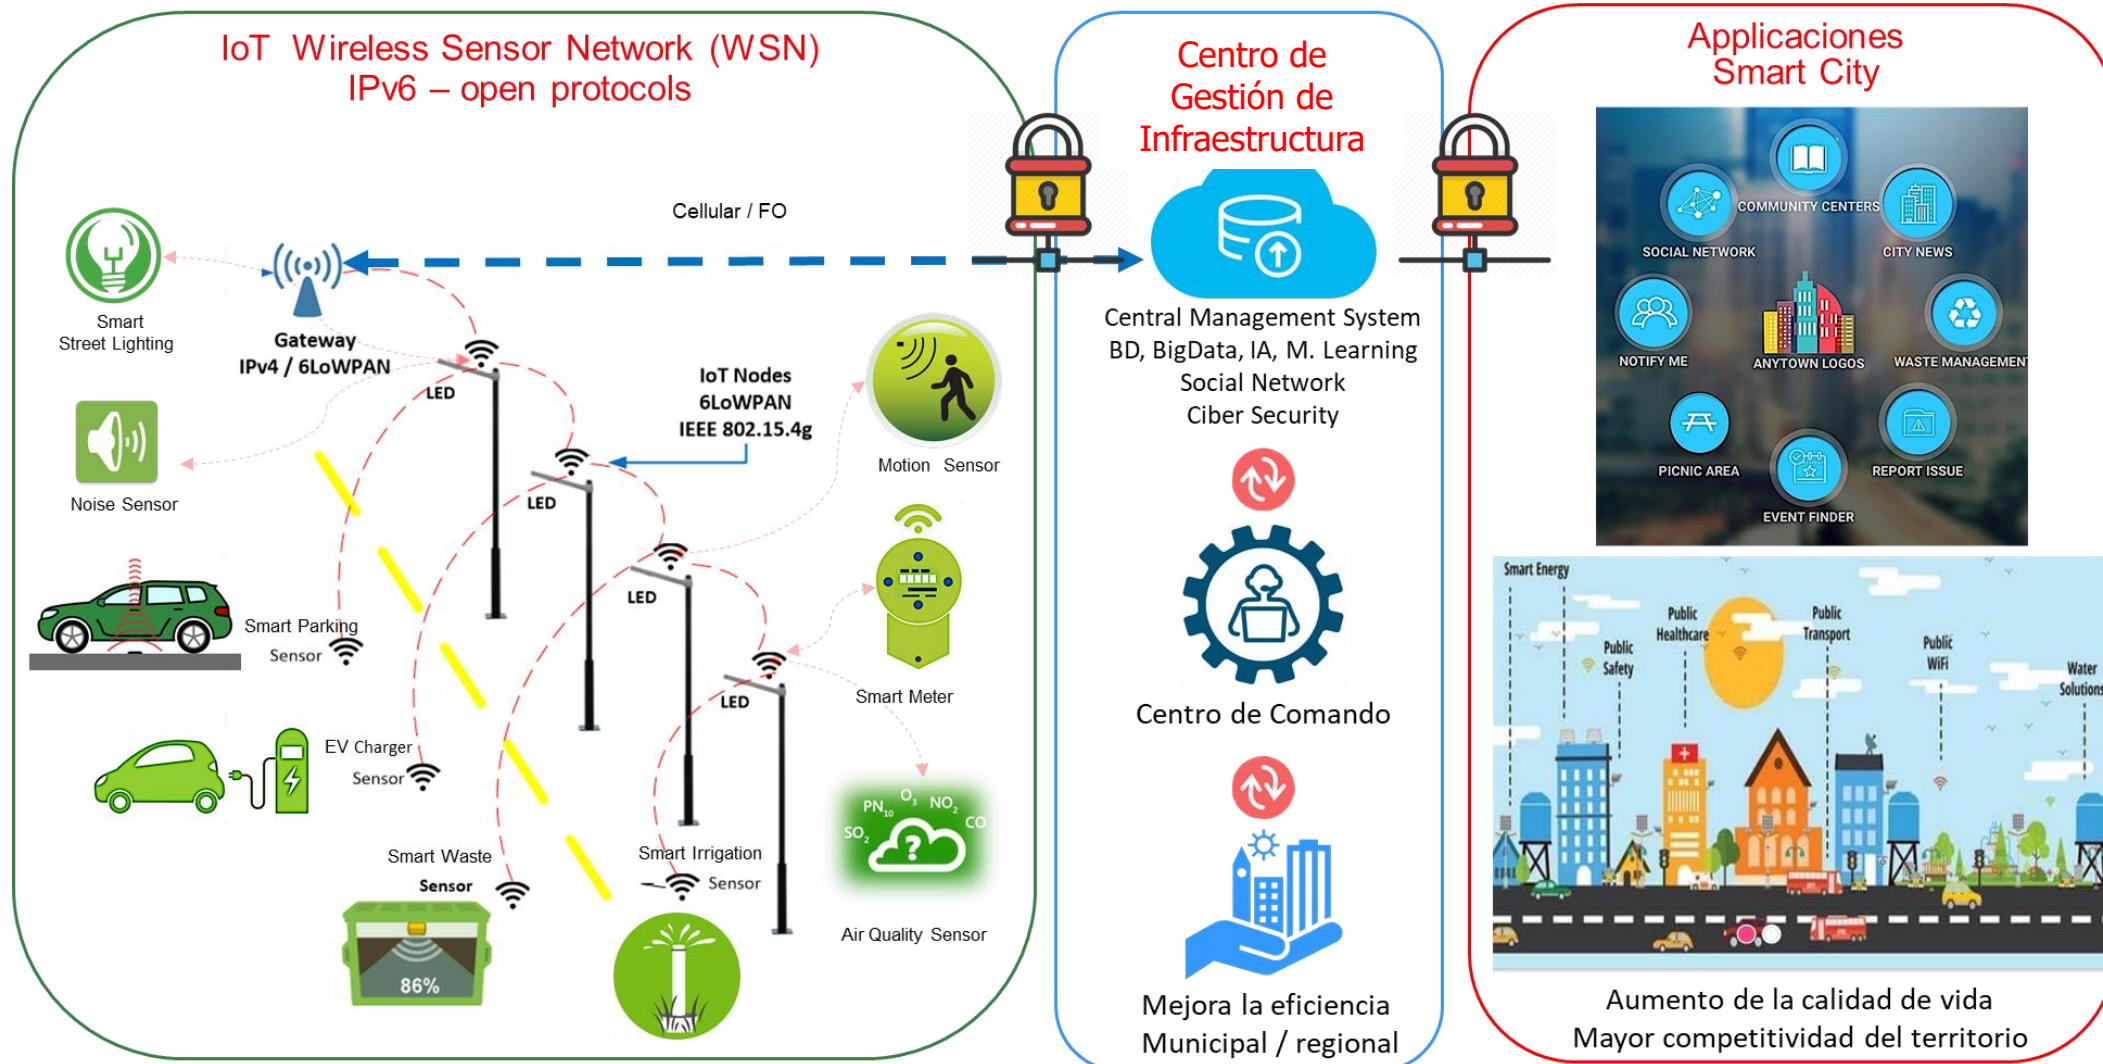 IoT Wireless Sensor Network (WSN)
IPv6 – open protocols
Cellular / FO
Smart
Street Lighting
Gateway
IPv4 / 6LoWPAN
LED
IoT Nodes
6LoWPAN
IEEE 802.15.4g
Motion Sensor
Noise Sensor
LED
LED
Smart Parking
Sensor
Smart Meter
LED
EV Charger
Sensor
PN10
O3
NO2
SO2
CO
?
Smart Waste
Sensor
Smart Irrigation
Sensor
Air Quality Sensor
86%
Centro de
Gestión de
Infraestructura
Central Management System
BD, BigData, IA, M. Learning
Social Network
Ciber Security
Centro de Comando
Mejora la eficiencia
Municipal / regional
Applicaciones
Smart City
COMMUNITY CENTERS
SOCIAL NETWORK
CITY NEWS
NOTIFY ME
ANYTOWN LOGOS
WASTE MANAGEMENT
PICNIC AREA
REPORT ISSUE
EVENT FINDER
Smart Energy
Public
Safety
Public
Healthcare
Public
Transport
Public
WiFi
Water
Solutions
Aumento de la calidad de vida
Mayor competitividad del territorio